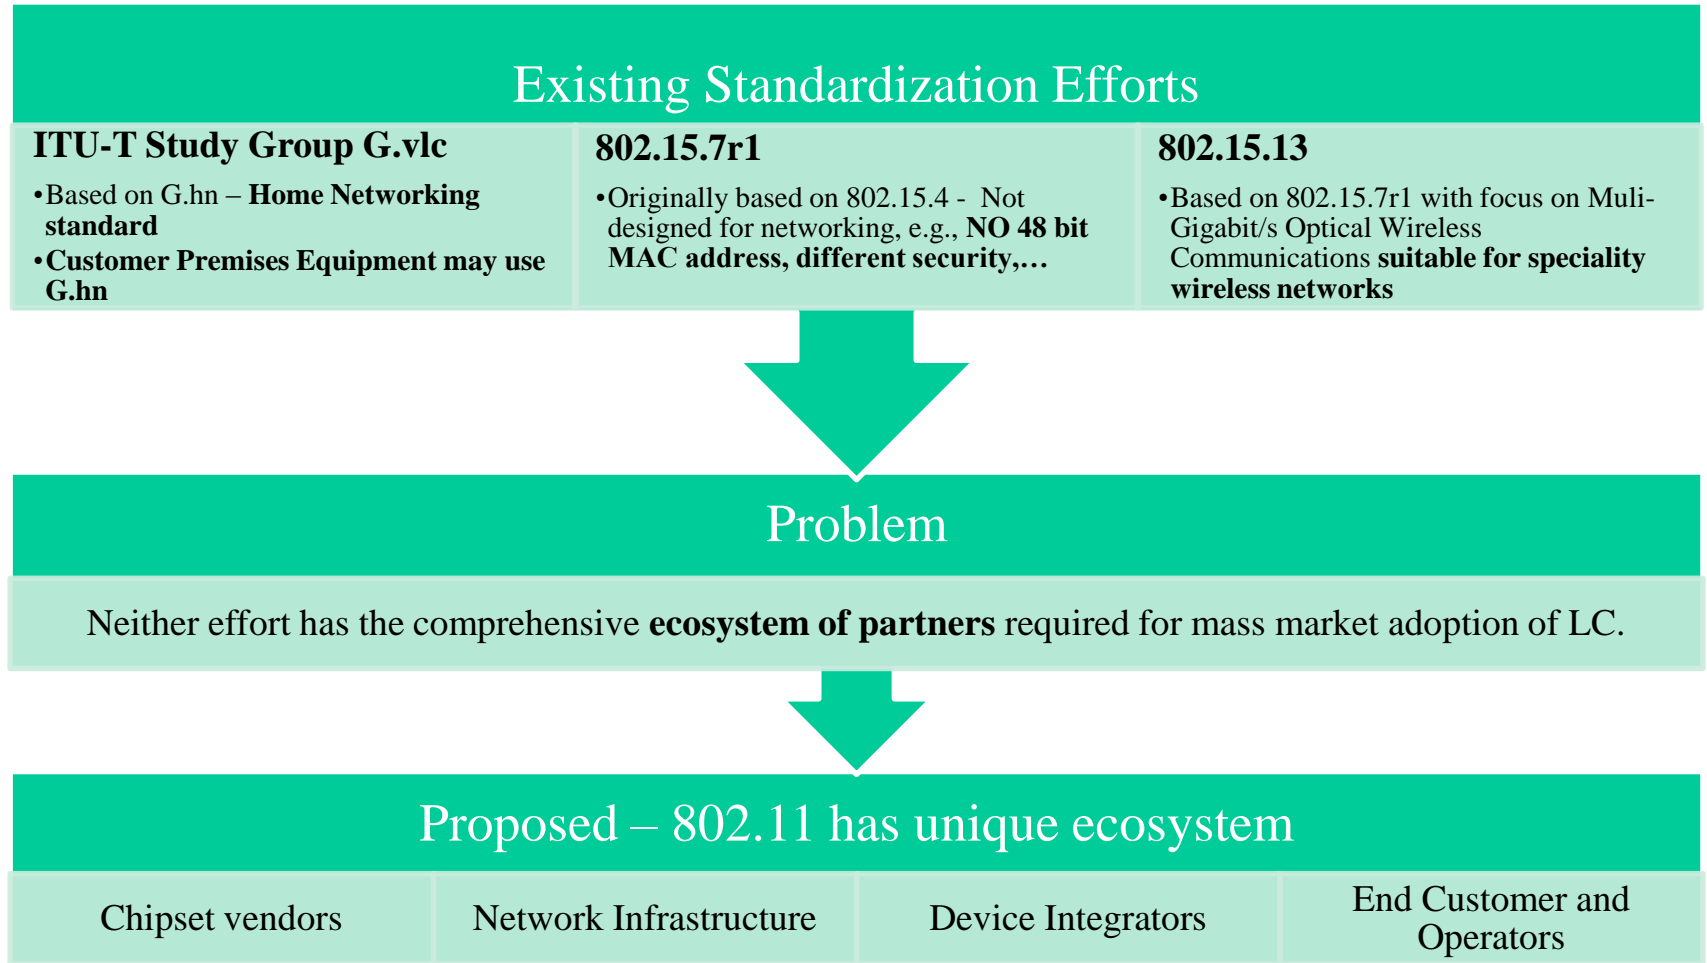 Existing Standardization Efforts
ITU-T Study Group G.vlc
•Based on G.hn – Home Networking
standard
•Customer Premises Equipment may use
G.hn
802.15.7r1
•Originally based on 802.15.4 - Not
designed for networking, e.g., NO 48 bit
MAC address, different security,…
802.15.13
•Based on 802.15.7r1 with focus on Muli-
Gigabit/s Optical Wireless
Communications suitable for speciality
wireless networks
Problem
Neither effort has the comprehensive ecosystem of partners required for mass market adoption of LC.
Proposed – 802.11 has unique ecosystem
Chipset vendors
Network Infrastructure
Device Integrators
End Customer and
Operators